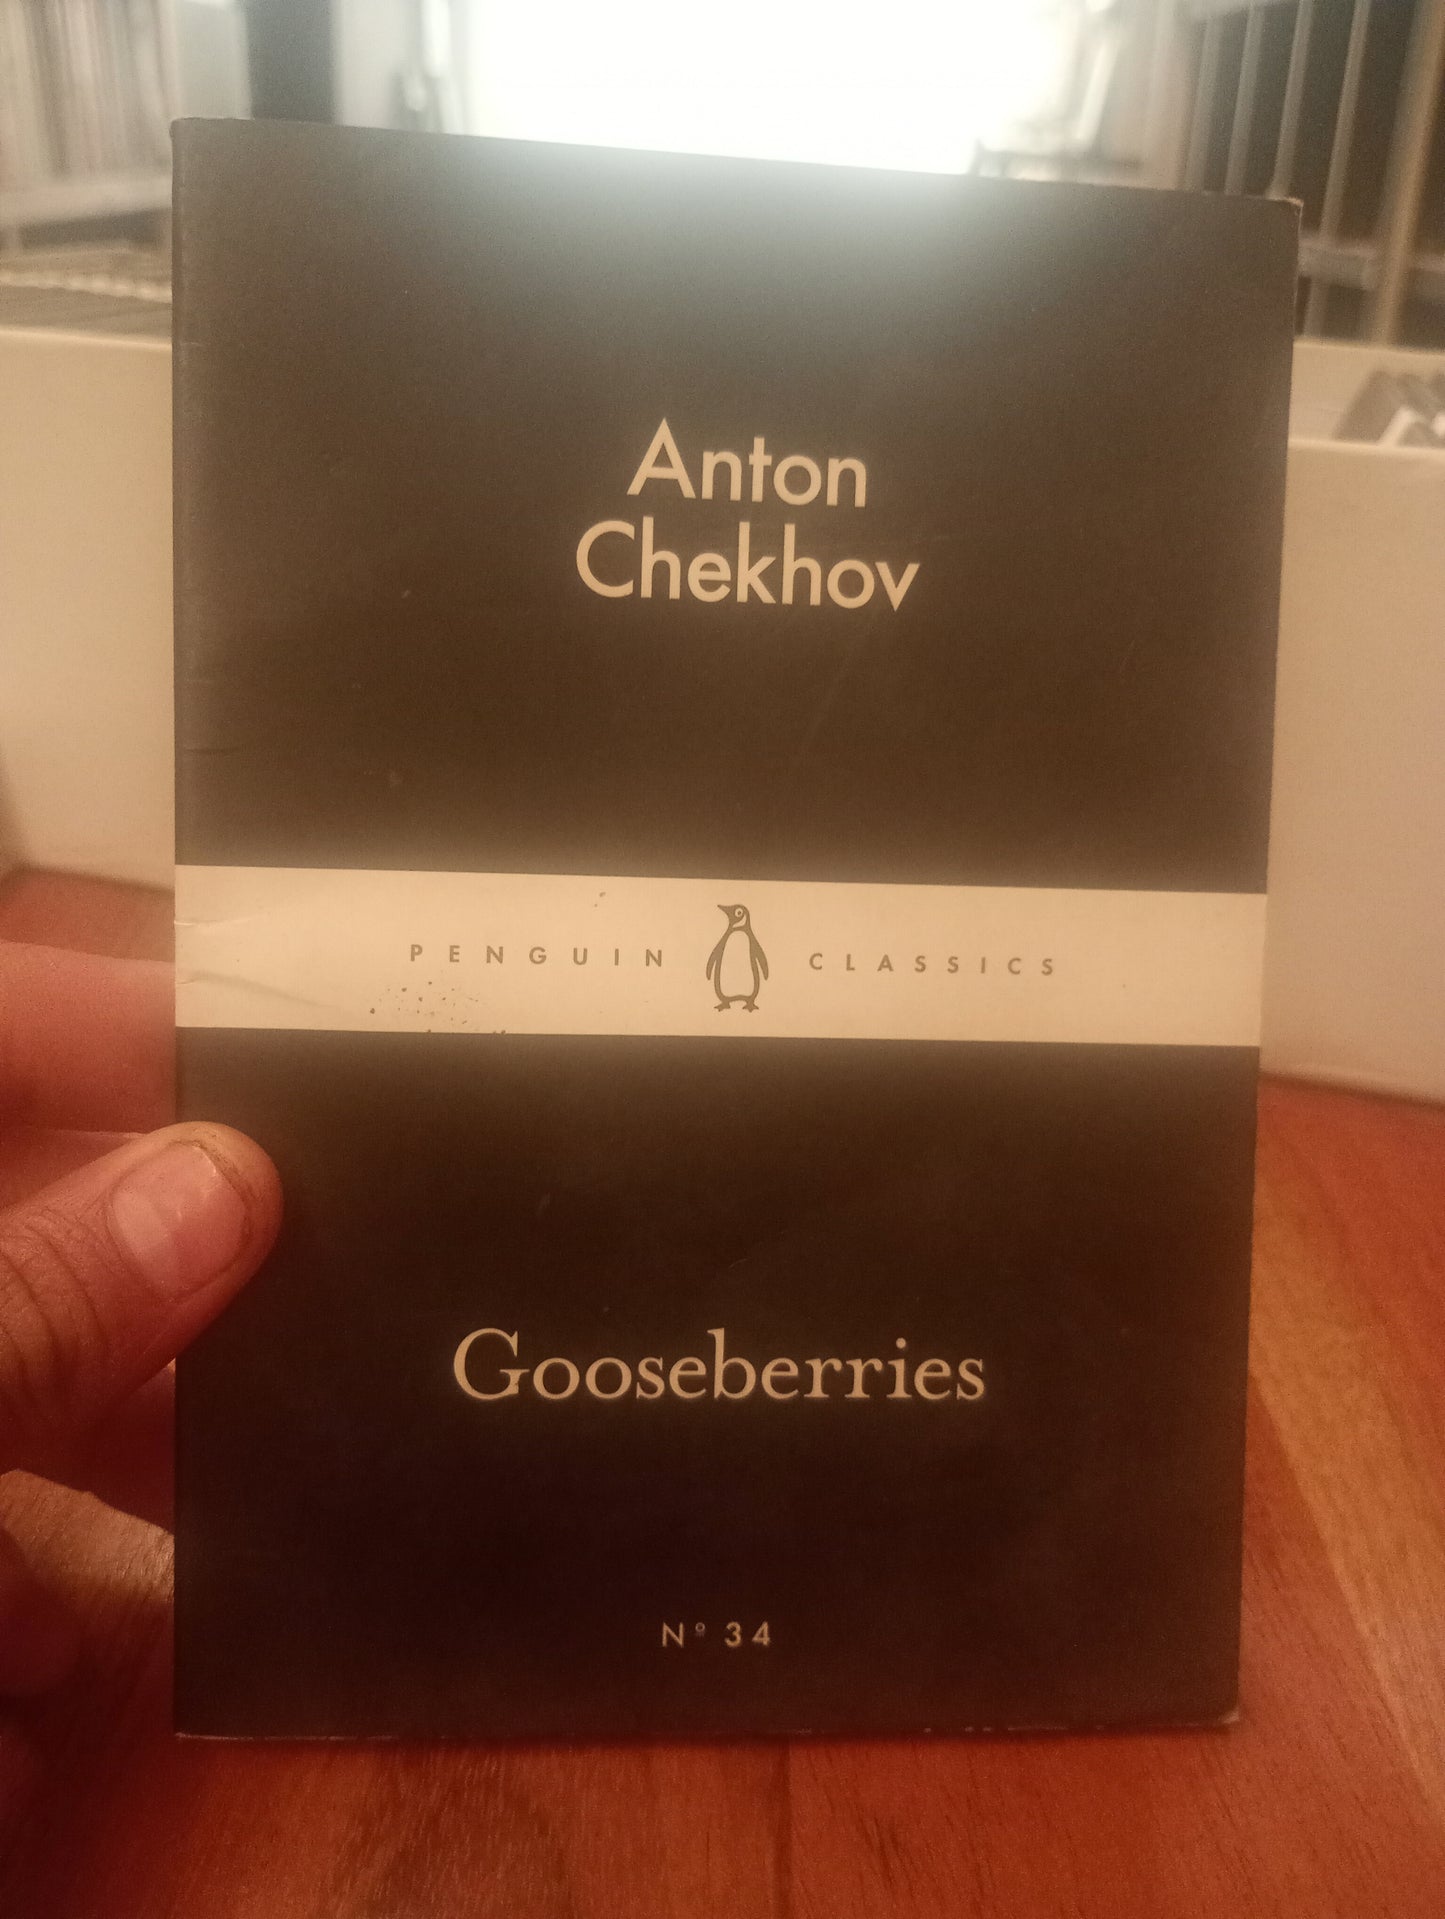 Anton
Chekhov
PENGUIN CLASSICS
Gooseberries
Nº 34